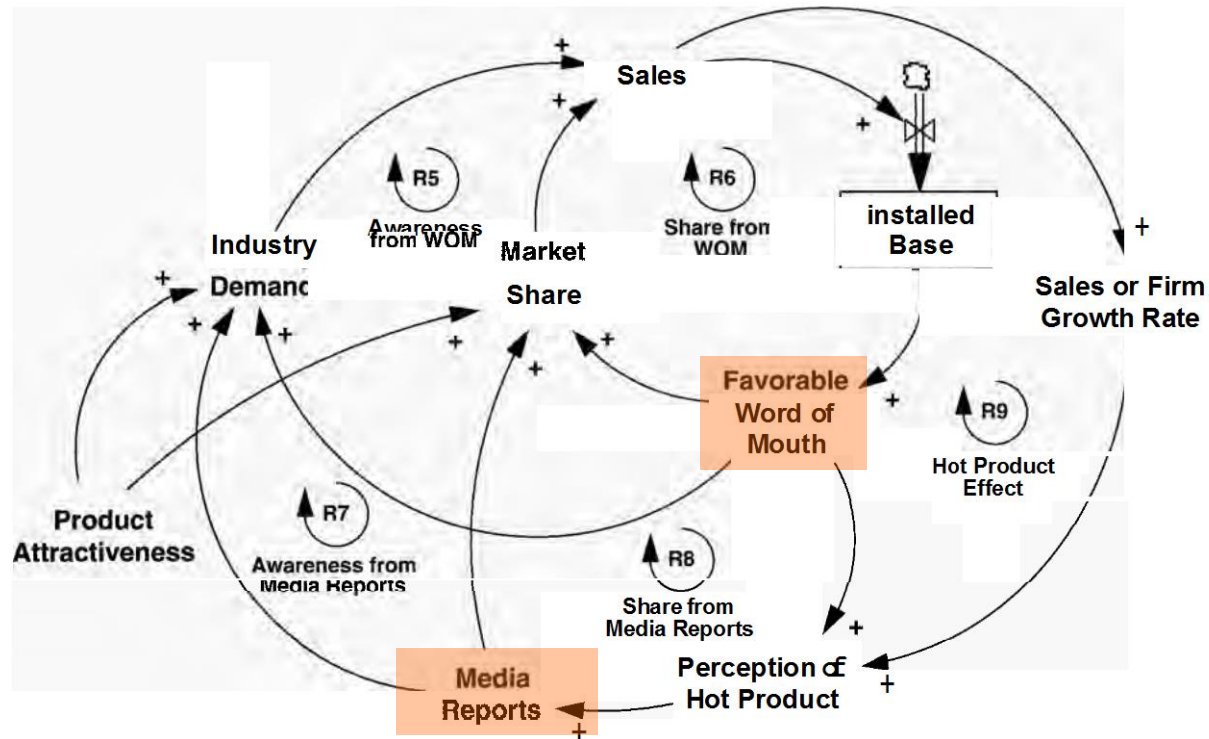 +
Sales
+
+
R5
R6
Awareness
from WOM
Share from
WOM
installed
Base
+
Industry
Demand
Market
Share
Sales or Firm
Growth Rate
+
+
+
+
+
+
+
Favorable
Word of
Mouth
+
R9
Hot Product
Effect
Product
Attractiveness
R7
Awareness from
Media Reports
R8
Share from
Media Reports
+
Media
Reports
Perception of
Hot Product
+
+